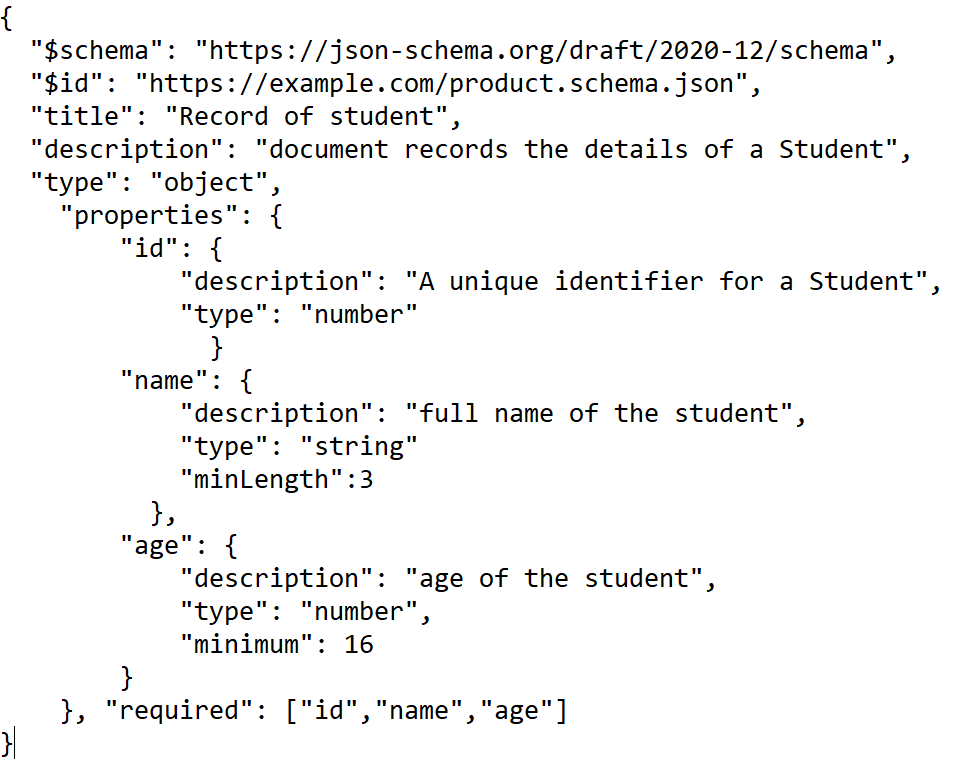 {
  "$schema": "https://json-schema.org/draft/2020-12/schema",
  "$id": "https://example.com/product.schema.json",
  "title": "Record of student",
  "description": "document records the details of a Student",
  "type": "object",
    "properties": {
        "id": {
            "description": "A unique identifier for a Student",
            "type": "number"
              }
        "name": {
            "description": "full name of the student",
            "type": "string"
            "minLength":3
          },
        "age": {
            "description": "age of the student",
            "type": "number",
            "minimum": 16
        }
    }, "required": ["id","name","age"]
}